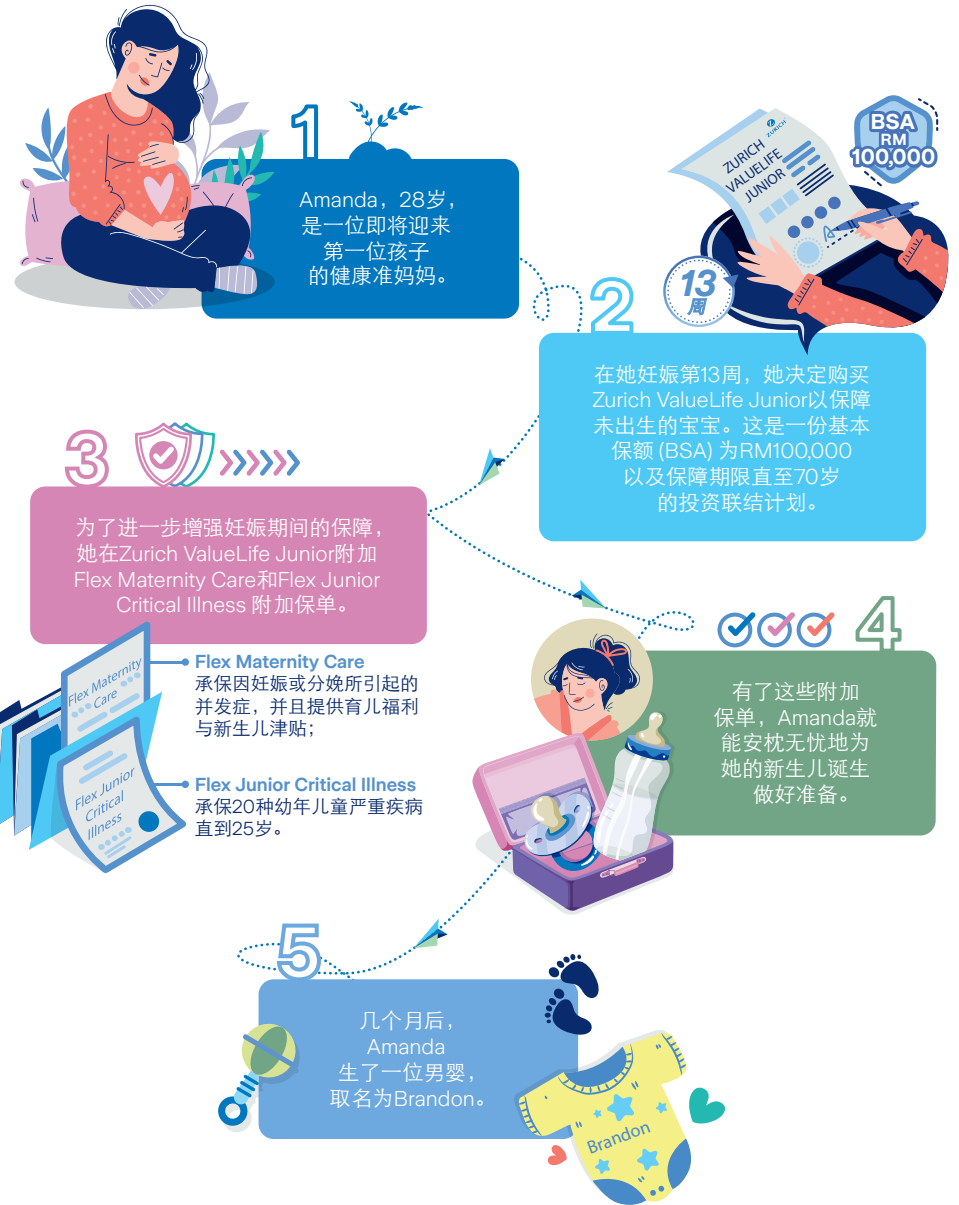 1
Amanda，28岁，
是一位即将迎来
第一位孩子
的健康准妈妈。
ZURICH
ZURICH
VALUELIFE
JUNIOR
BSA
RM
100,000
13
周
2
在她妊娠第13周，她决定购买
Zurich ValueLife Junior以保障
未出生的宝宝。这是一份基本
保额 (BSA) 为RM100,000
以及保障期限直至70岁
的投资联结计划。
3
为了进一步增强妊娠期间的保障，
她在Zurich ValueLife Junior附加
Flex Maternity Care和Flex Junior
Critical Illness 附加保单。
Flex Maternity
Care
Flex Maternity Care
承保因妊娠或分娩所引起的
并发症，并且提供育儿福利
与新生儿津贴；
Flex Junior
Critical
Illness
Flex Junior Critical Illness
承保20种幼年儿童严重疾病
直到25岁。
4
有了这些附加
保单，Amanda就
能安枕无忧地为
她的新生儿诞生
做好准备。
5
几个月后，
Amanda
生了一位男婴，
取名为Brandon。
Brandon